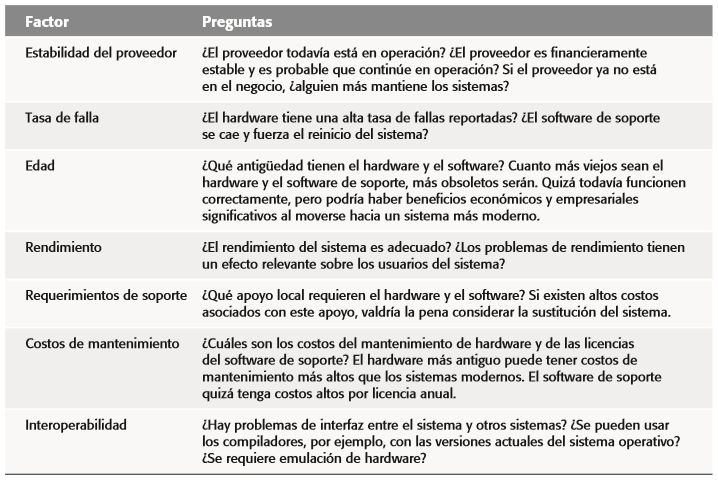 Factor Preguntas
Estabilidad del proveedor ¿El proveedor todavía está en operación? ¿El proveedor es financieramente
estable y es probable que continúe en operación? Si el proveedor ya no está
en el negocio, ¿alguien más mantiene los sistemas?
Tasa de falla ¿El hardware tiene una alta tasa de fallas reportadas? ¿El software de soporte
se cae y fuerza el reinicio del sistema?
Edad ¿Qué antigüedad tienen el hardware y el software? Cuanto más viejos sean el
hardware y el software de soporte, más obsoletos serán. Quizá todavía funcionen
correctamente, pero podría haber beneficios económicos y empresariales
significativos al moverse hacia un sistema más moderno.
Rendimiento ¿El rendimiento del sistema es adecuado? ¿Los problemas de rendimiento tienen
un efecto relevante sobre los usuarios del sistema?
Requerimientos de soporte ¿Qué apoyo local requieren el hardware y el software? Si existen altos costos
asociados con este apoyo, valdría la pena considerar la sustitución del sistema.
Costos de mantenimiento ¿Cuáles son los costos del mantenimiento de hardware y de las licencias
del software de soporte? El hardware más antiguo puede tener costos de
mantenimiento más altos que los sistemas modernos. El software de soporte
quizá tenga costos altos por licencia anual.
Interoperabilidad ¿Hay problemas de interfaz entre el sistema y otros sistemas? ¿Se pueden usar
los compiladores, por ejemplo, con las versiones actuales del sistema operativo?
¿Se requiere emulación de hardware?